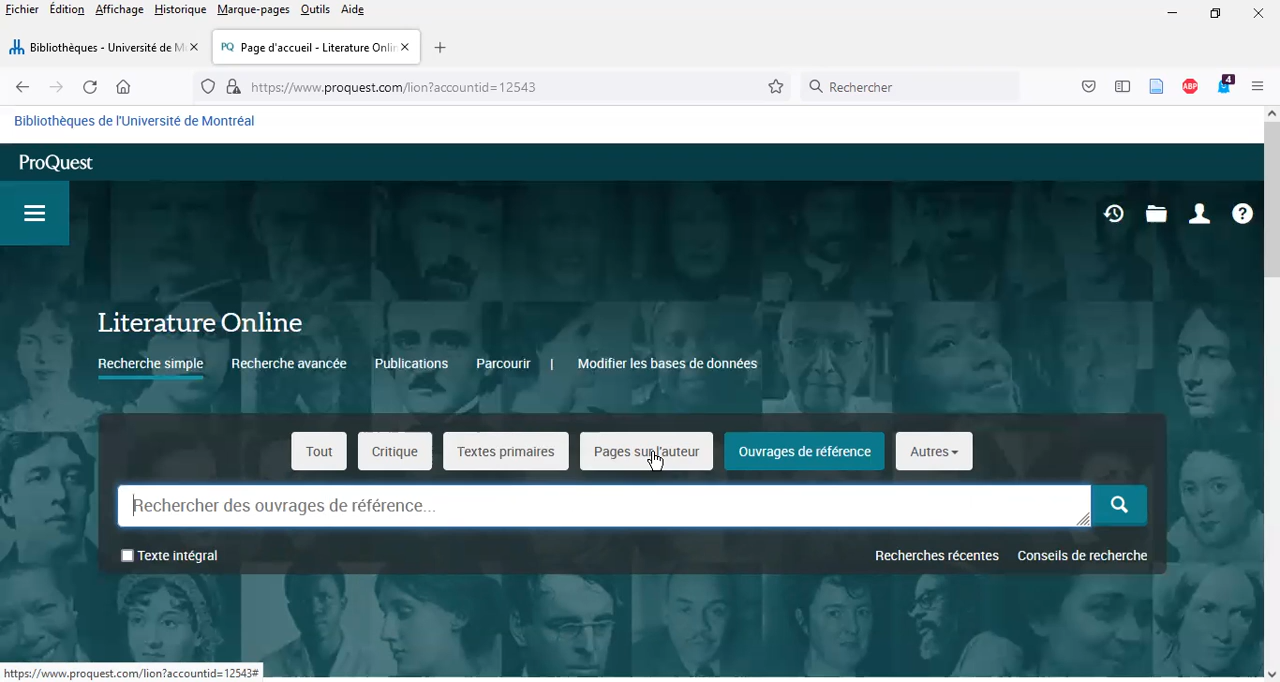 Fichier Édition Affichage Historique Marque-pages Outils Aide
Bibliothèques - Université de M
PQ Page d'accueil - Literature Onlin
https://www.proquest.com/lion?accountid=12543
Rechercher
ABP
4
Bibliothèques de l'Université de Montréal
ProQuest
Literature Online
Recherche simple Recherche avancée Publications Parcourir | Modifier les bases de données
Tout Critique Textes primaires Pages sur l'auteur Ouvrages de référence Autres
Rechercher des ouvrages de référence...
Texte intégral Recherches récentes Conseils de recherche
https://www.proquest.com/lion?accountid=12543#